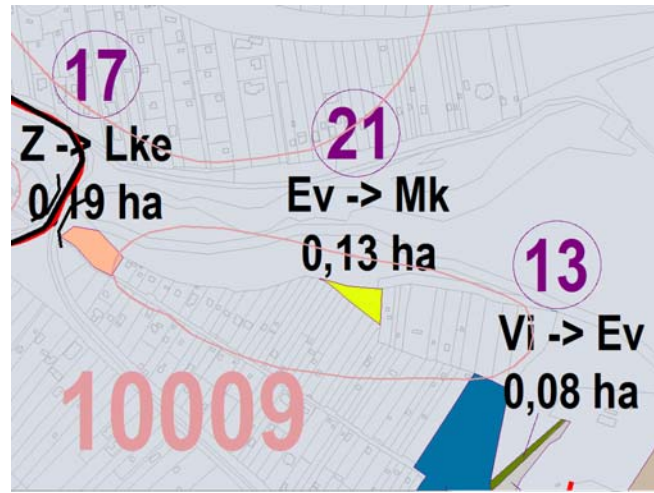 17
Z -> Lke
0,19 ha
21
Ev -> Mk
0,13 ha
13
Vi -> Ev
0,08 ha
10009